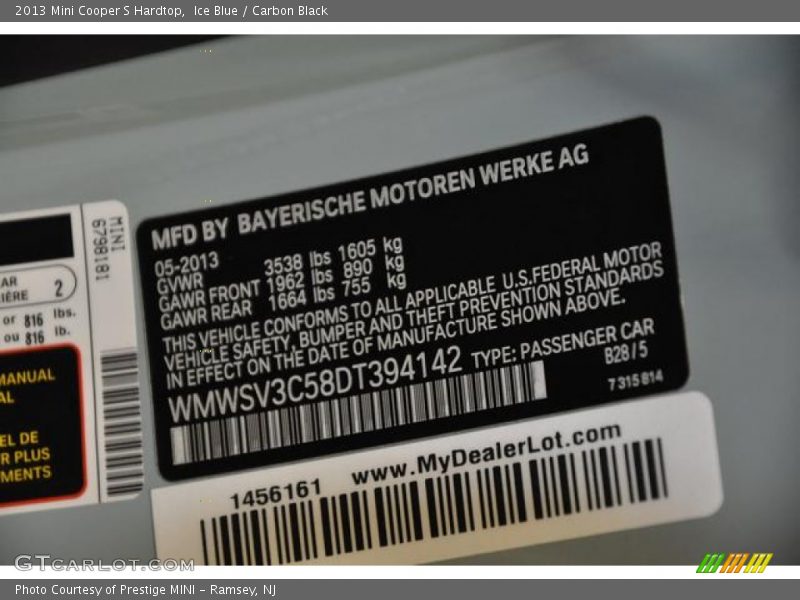 2013 Mini Cooper S Hardtop,  Ice Blue / Carbon Black
MFD BY BAYERISCHE MOTOREN WERKE AG
05-2013
GVWR 3538 lbs 1605 kg
GAWR FRONT 1962 lbs 890 kg
GAWR REAR 1664 lbs 755 kg
THIS VEHICLE CONFORMS TO ALL APPLICABLE U.S.FEDERAL MOTOR
VEHICLE SAFETY, BUMPER AND THEFT PREVENTION STANDARDS
IN EFFECT ON THE DATE OF MANUFACTURE SHOWN ABOVE.
WMWSV3C58DT394142 TYPE: PASSENGER CAR
B28/5
7315814
MINI
6798181
AR
IÈRE 2
or 816 lbs.
ou 816 lb.
MANUAL
AL
EL DE
R PLUS
MENTS
1456161 www.MyDealerLot.com
GTcarlot.com
Photo Courtesy of Prestige MINI - Ramsey, NJ